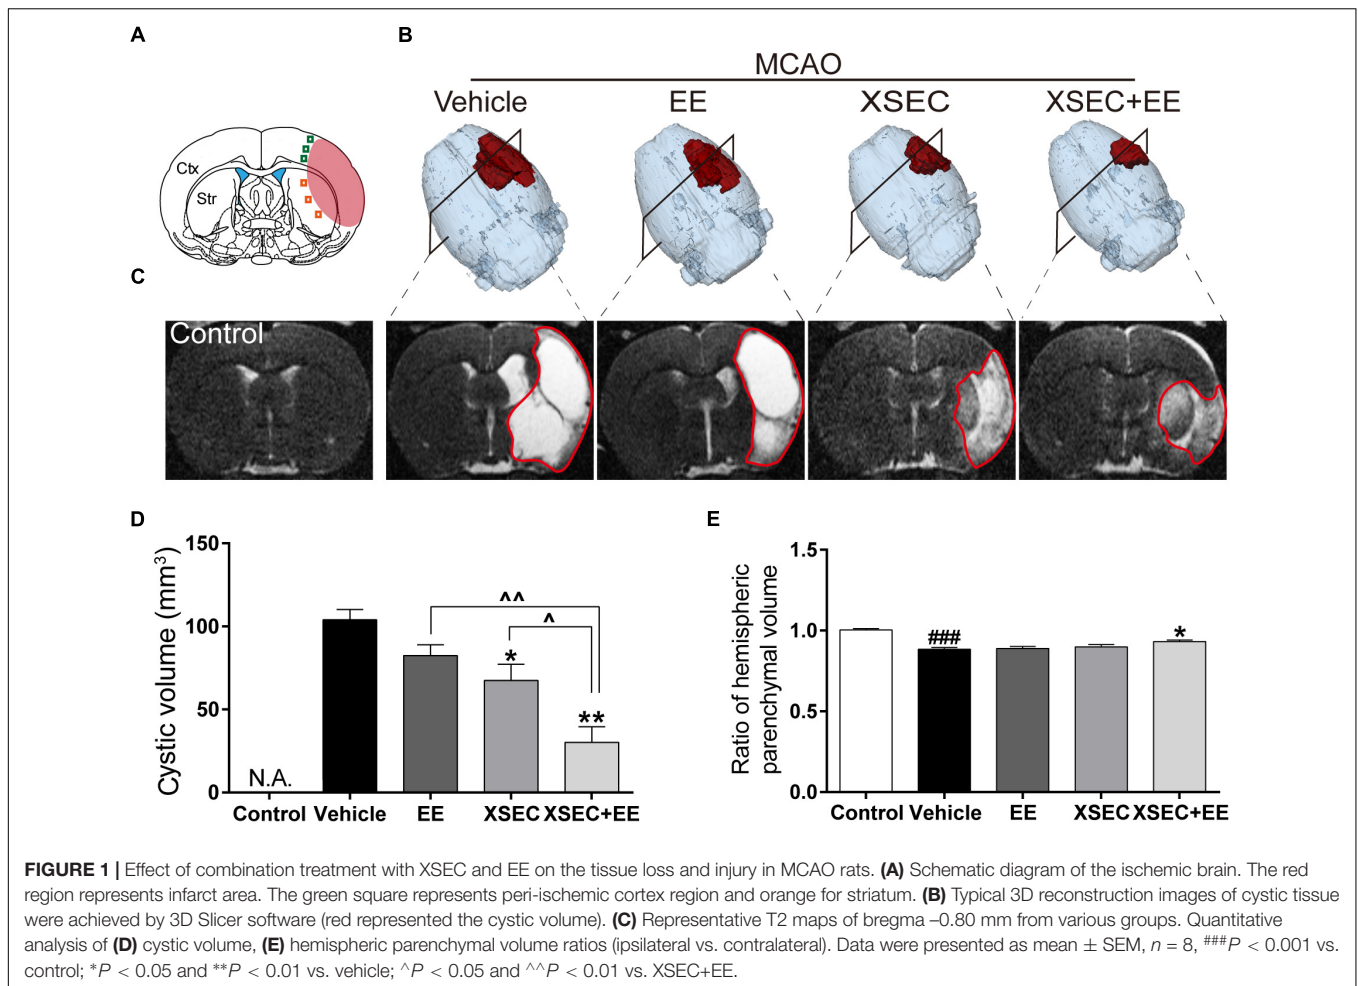 A
B
MCAO
Vehicle
EE
XSEC
XSEC+EE
Ctx
Str
C
Control
D
Cystic volume (mm³)
150
100
50
0
N.A.
^^
^
*
**
Control Vehicle EE XSEC XSEC+EE
E
Ratio of hemispheric
parenchymal volume
1.5
1.0
0.5
0.0
###
*
Control Vehicle EE XSEC XSEC+EE
FIGURE 1 | Effect of combination treatment with XSEC and EE on the tissue loss and injury in MCAO rats. (A) Schematic diagram of the ischemic brain. The red
region represents infarct area. The green square represents peri-ischemic cortex region and orange for striatum. (B) Typical 3D reconstruction images of cystic tissue
were achieved by 3D Slicer software (red represented the cystic volume). (C) Representative T2 maps of bregma –0.80 mm from various groups. Quantitative
analysis of (D) cystic volume, (E) hemispheric parenchymal volume ratios (ipsilateral vs. contralateral). Data were presented as mean ± SEM, n = 8, ###P < 0.001 vs.
control; *P < 0.05 and **P < 0.01 vs. vehicle; ^P < 0.05 and ^^P < 0.01 vs. XSEC+EE.